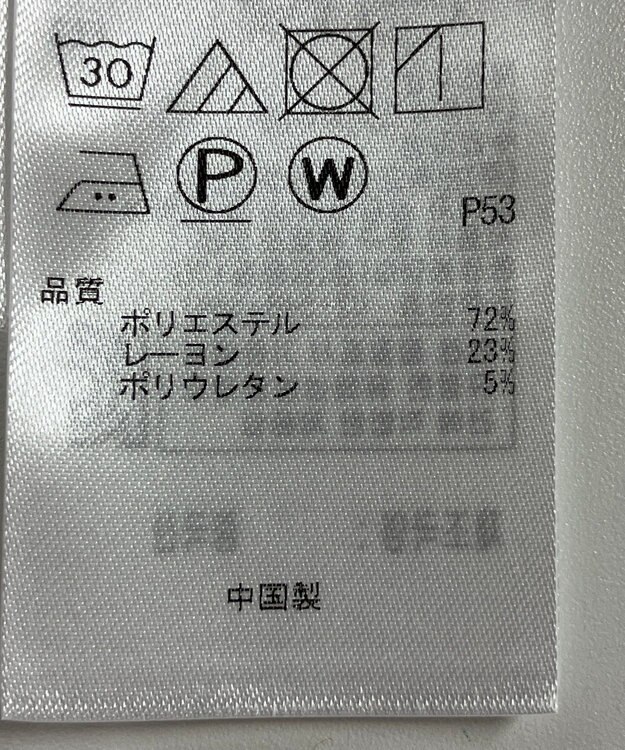 30
P W
P53
品質
ポリエステル 72%
レーヨン 23%
ポリウレタン 5%
中国製